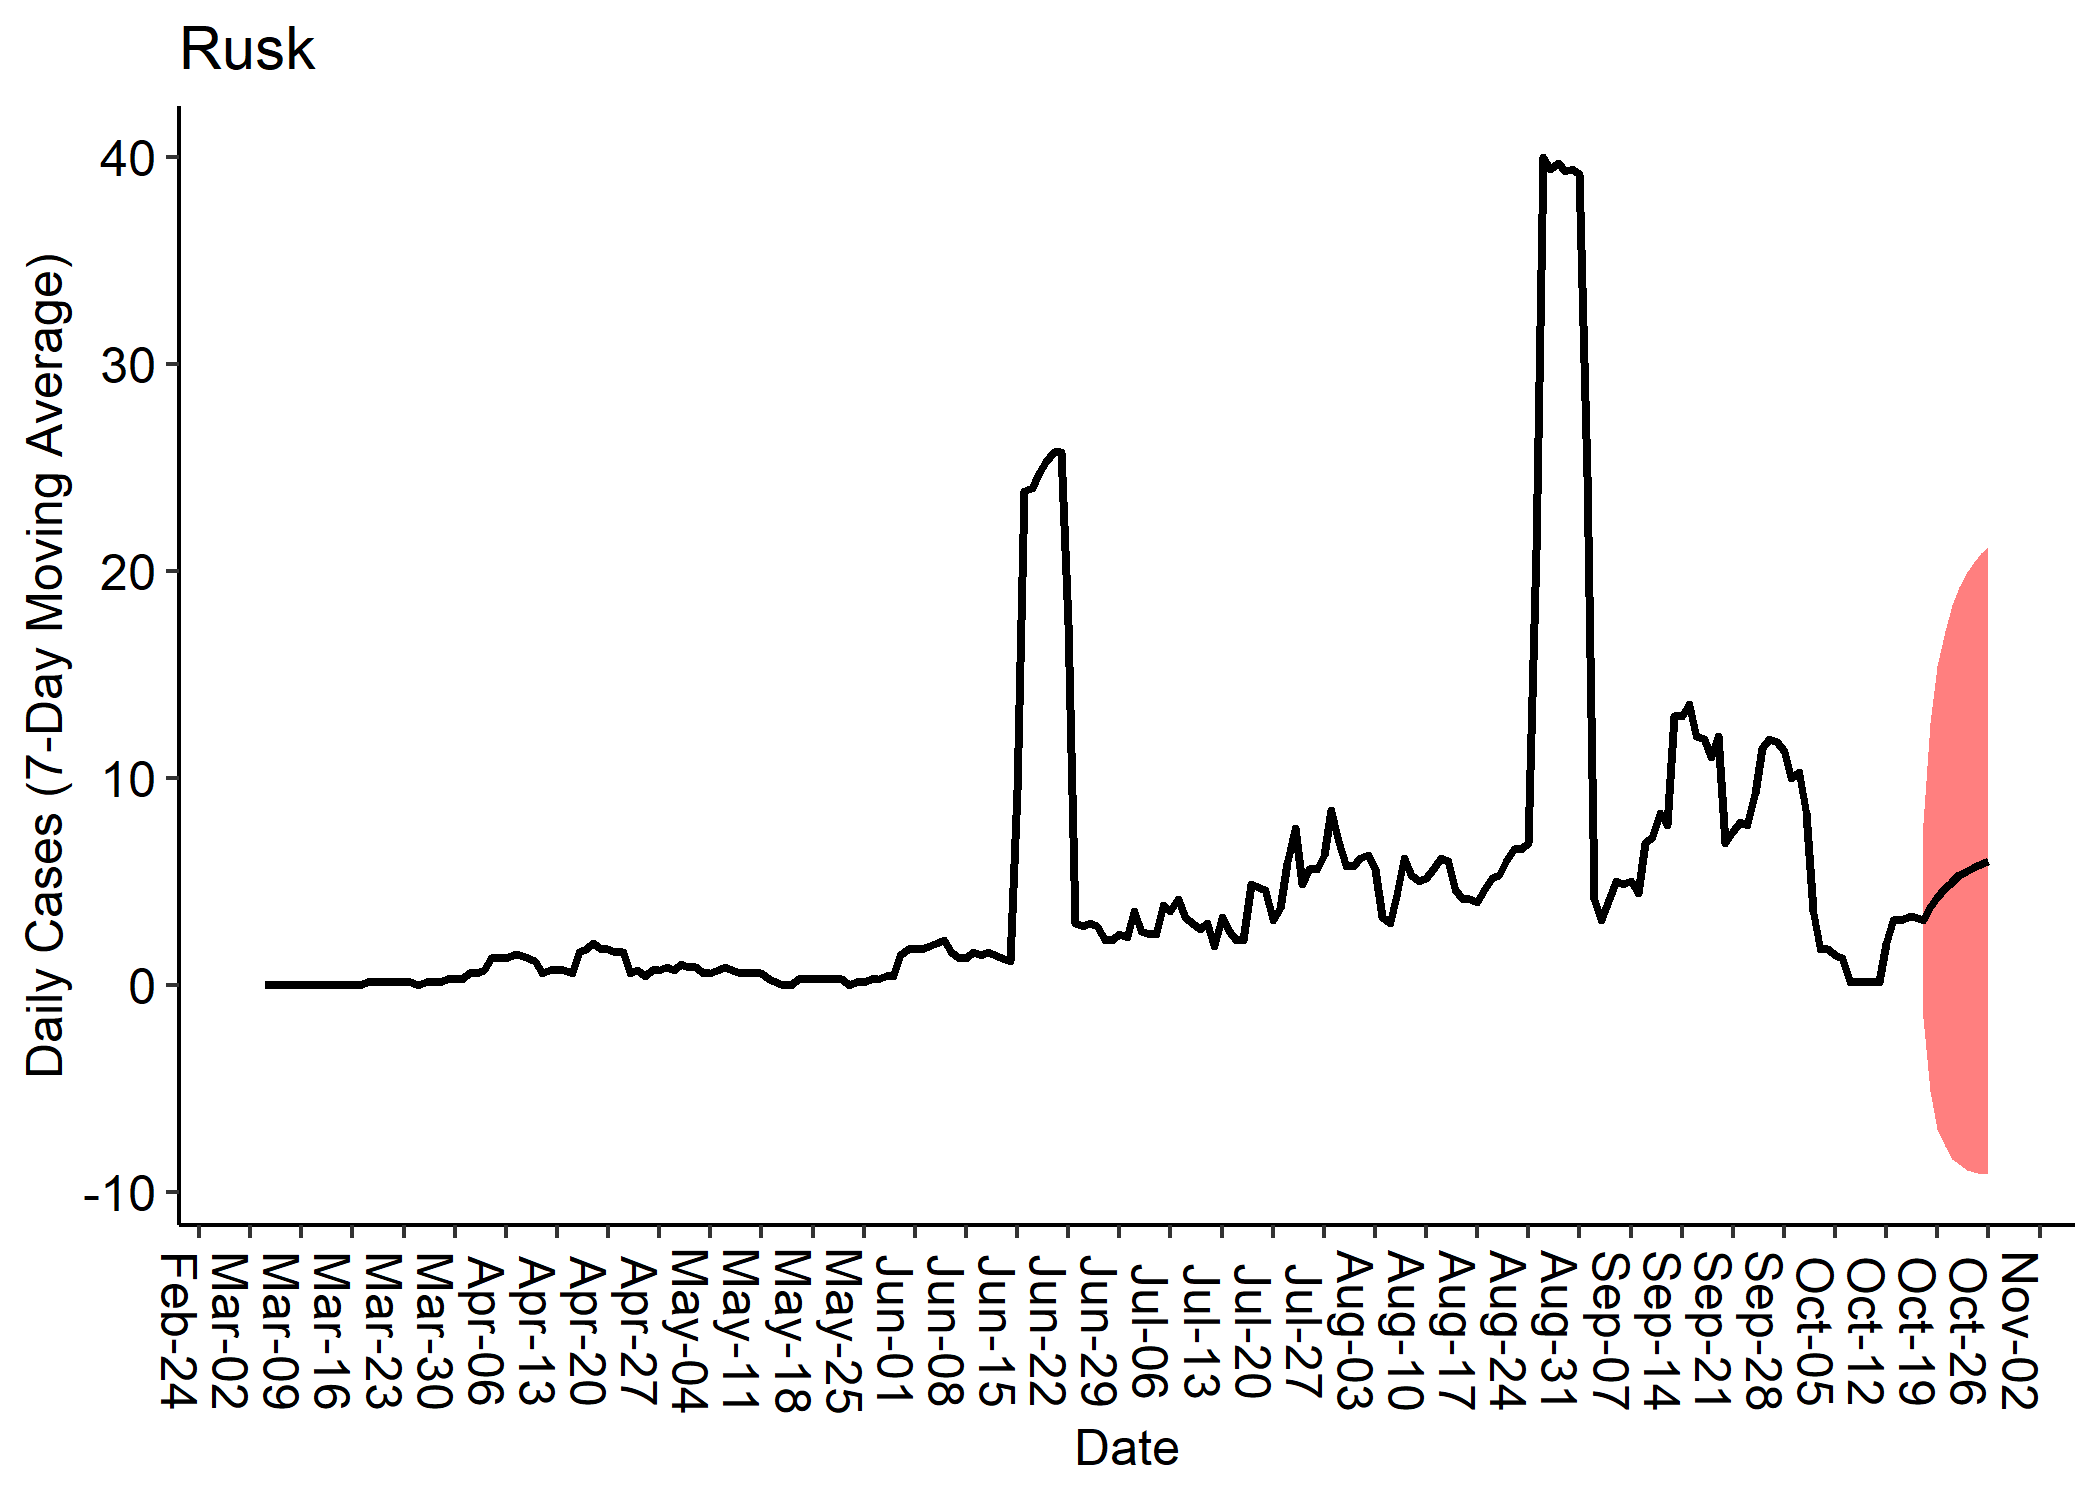 Rusk
Daily Cases (7-Day Moving Average)
40
30
20
10
0
-10
Feb-24
Mar-02
Mar-09
Mar-16
Mar-23
Mar-30
Apr-06
Apr-13
Apr-20
Apr-27
May-04
May-11
May-18
May-25
Jun-01
Jun-08
Jun-15
Jun-22
Jun-29
Jul-06
Jul-13
Jul-20
Jul-27
Aug-03
Aug-10
Aug-17
Aug-24
Aug-31
Sep-07
Sep-14
Sep-21
Sep-28
Oct-05
Oct-12
Oct-19
Oct-26
Nov-02
Date